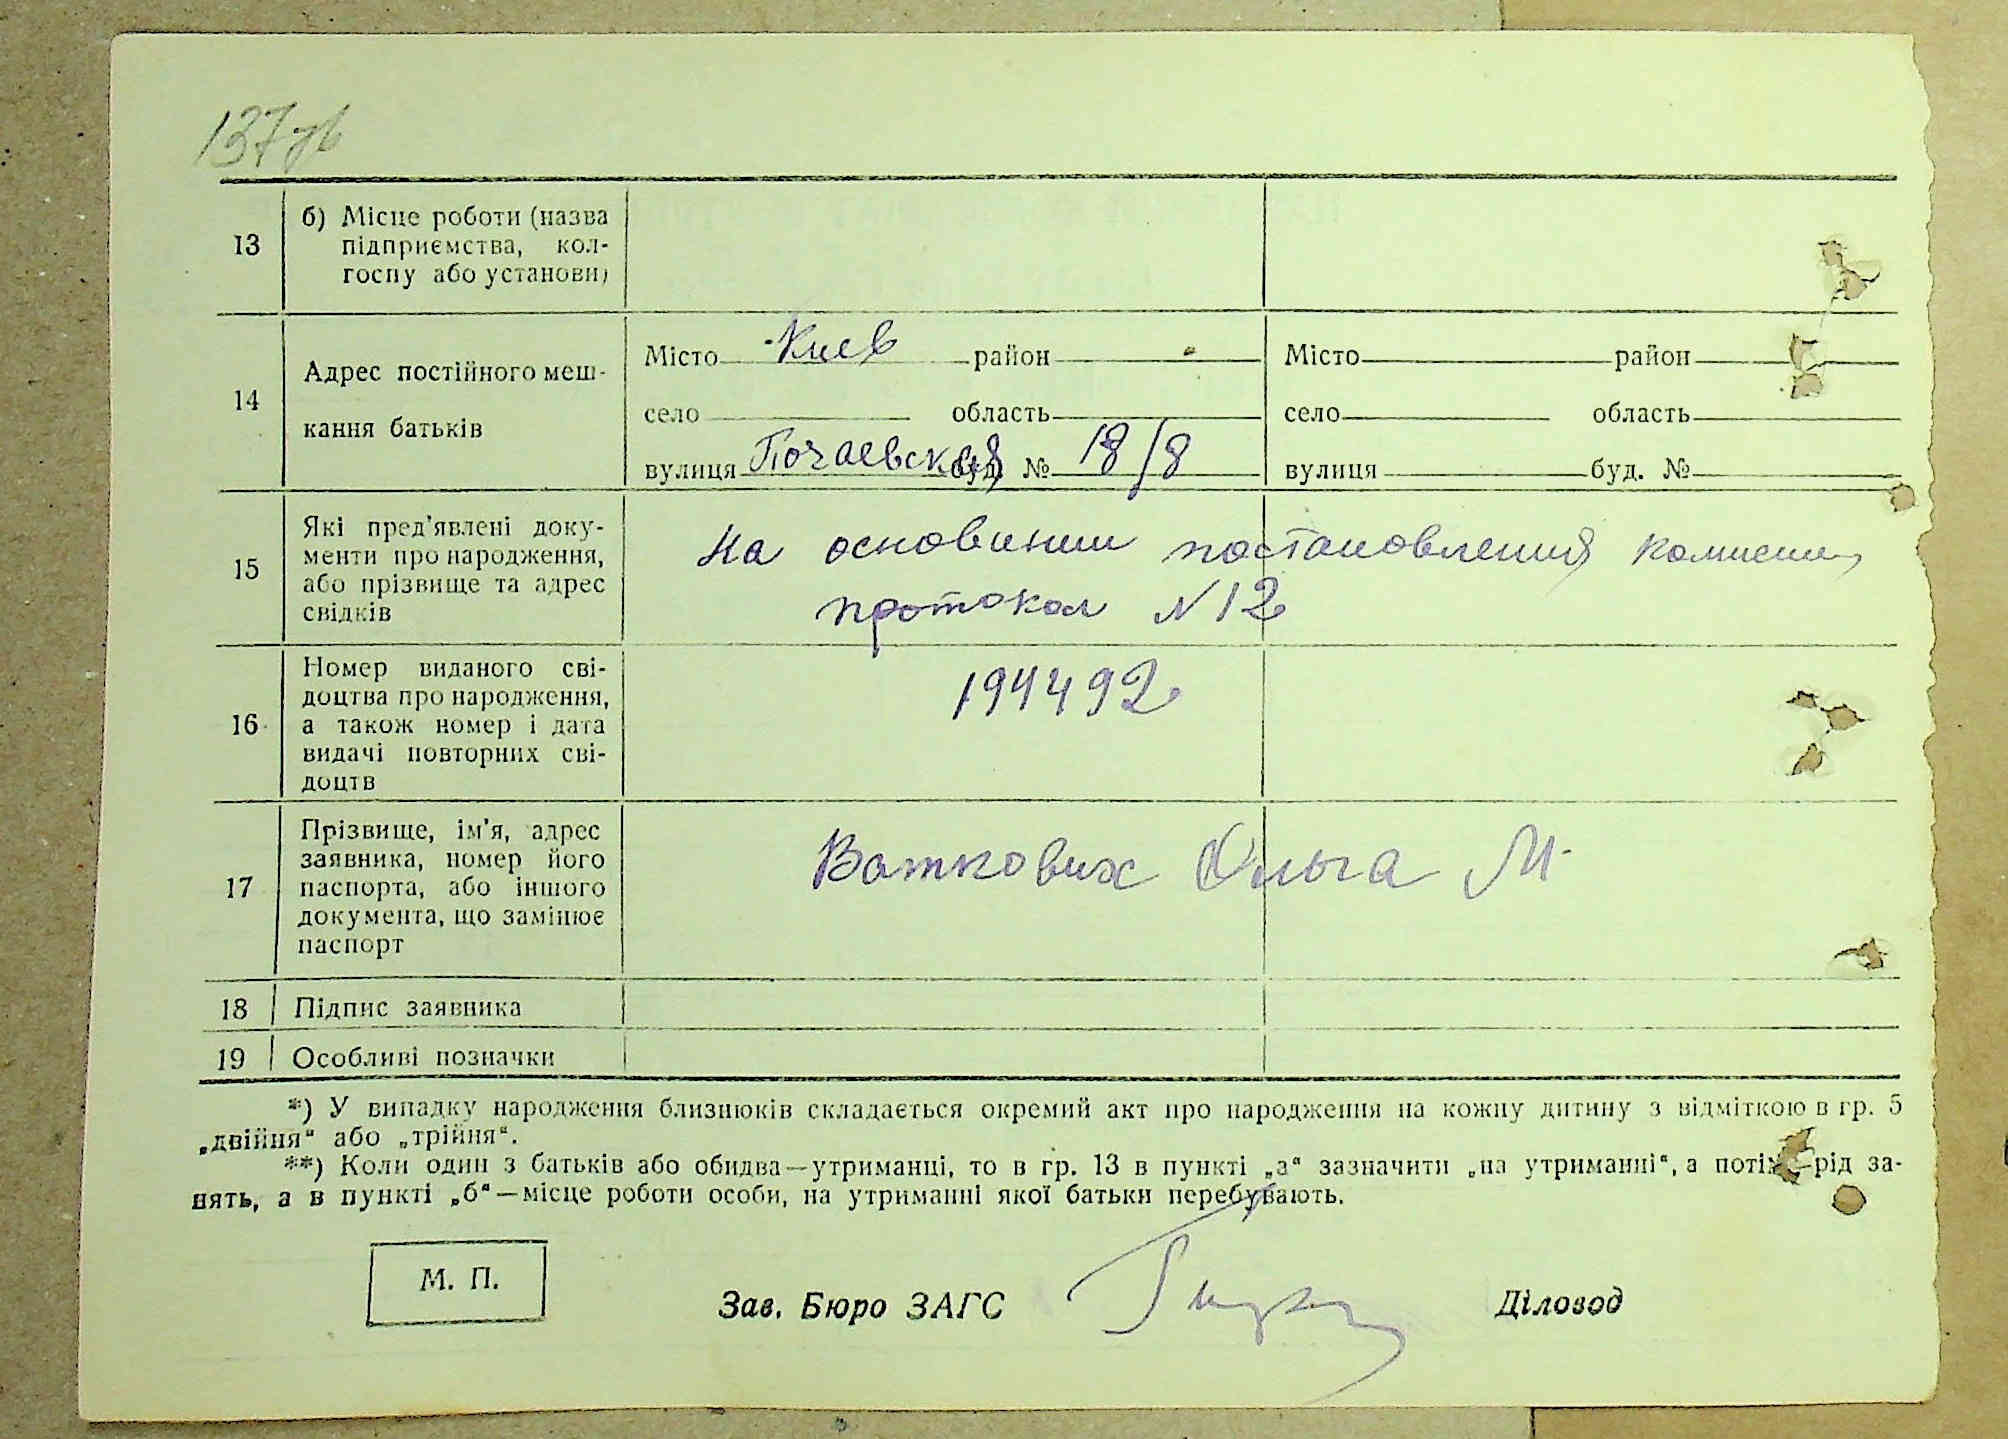 137 зв
13
б) Місце роботи (назва
підприємства, кол-
госпу або установи)
14
Адрес постійного меш-
кання батьків
Місто Киев район
село область
вулиця Почаевская буд. № 18/8
Місто район
село область
вулиця буд. №
15
Які пред'явлені доку-
менти про народження,
або прізвище та адрес
свідків
На основании постановления комиссии
протокол N 12
16
Номер виданого сві-
доцтва про народження,
а також номер і дата
видачі повторних сві-
доцтв
194492
17
Прізвище, ім'я, адрес
заявника, номер його
паспорта, або іншого
документа, що замінює
паспорт
Ольга М.
18 Підпис заявника
19 Особливі позначки
*) У випадку народження близнюків складається окремий акт про народження на кожну дитину з відміткою в гр. 5
„двійня“ або „трійня“.
**) Коли один з батьків або обидва—утриманці, то в гр. 13 в пункті „а“ зазначити „на утриманні“, а потім—рід за-
нять, а в пункті „б“—місце роботи особи, на утриманні якої батьки перебувають.
М. П.
Зав. Бюро ЗАГС
Діловод